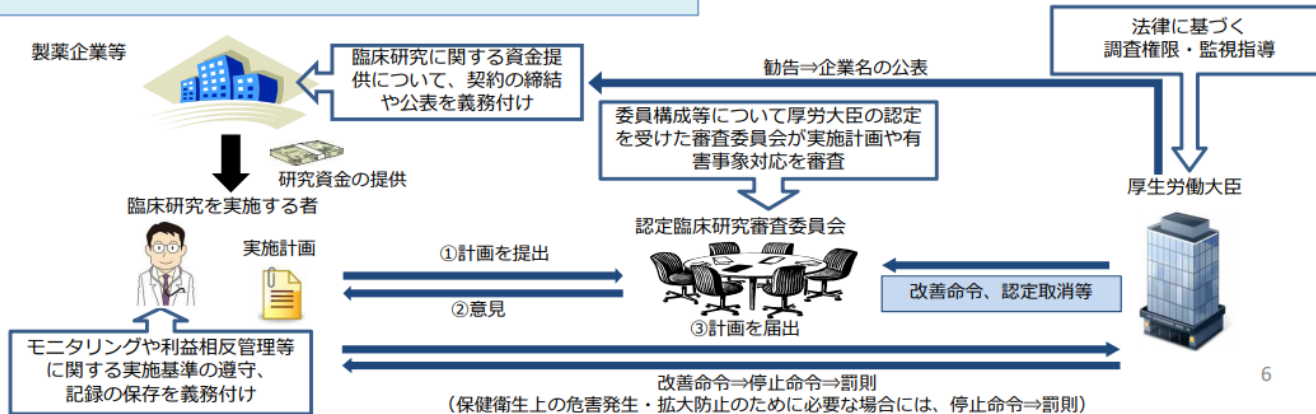 製薬企業等
臨床研究に関する資金提
供について、契約の締結
や公表を義務付け
勧告⇒企業名の公表
法律に基づく
調査権限・監視指導
委員構成等について厚労大臣の認定
を受けた審査委員会が実施計画や有
害事象対応を審査
研究資金の提供
厚生労働大臣
臨床研究を実施する者
認定臨床研究審査委員会
実施計画
①計画を提出
②意見
改善命令、認定取消等
③計画を届出
モニタリングや利益相反管理等
に関する実施基準の遵守、
記録の保存を義務付け
改善命令⇒停止命令⇒罰則
（保健衛生上の危害発生・拡大防止のために必要な場合には、停止命令⇒罰則）
6